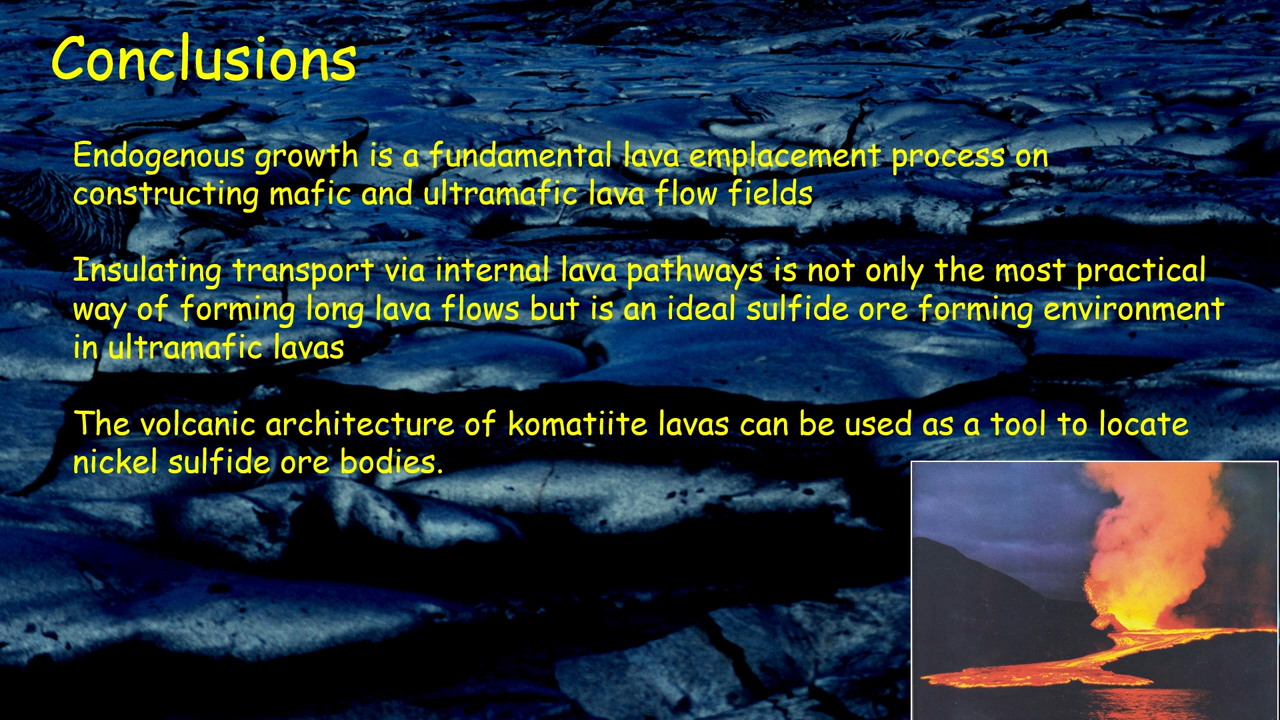 Conclusions
Endogenous growth is a fundamental lava emplacement process on
constructing mafic and ultramafic lava flow fields
Insulating transport via internal lava pathways is not only the most practical
way of forming long lava flows but is an ideal sulfide ore forming environment
in ultramafic lavas
The volcanic architecture of komatiite lavas can be used as a tool to locate
nickel sulfide ore bodies.